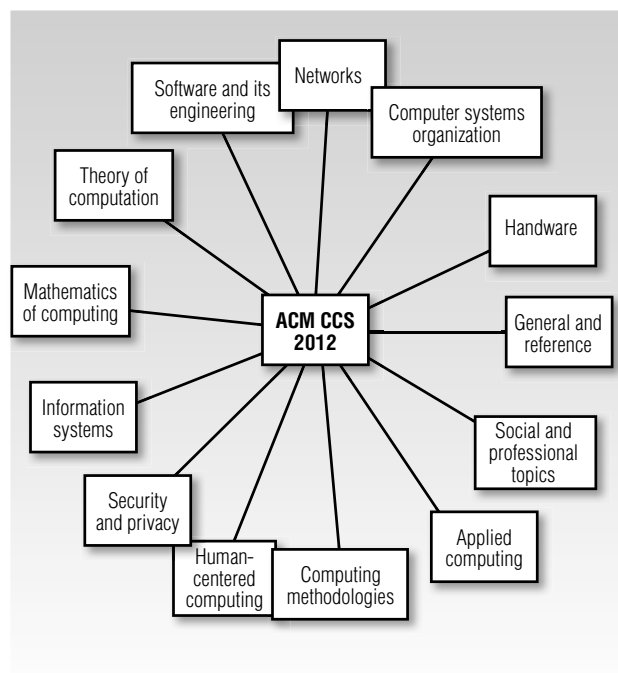 Networks
Software and its
engineering
Computer systems
organization
Theory of
computation
Handware
Mathematics
of computing
ACM CCS
2012
General and
reference
Information
systems
Social and
professional
topics
Security
and privacy
Applied
computing
Human-
centered
computing
Computing
methodologies